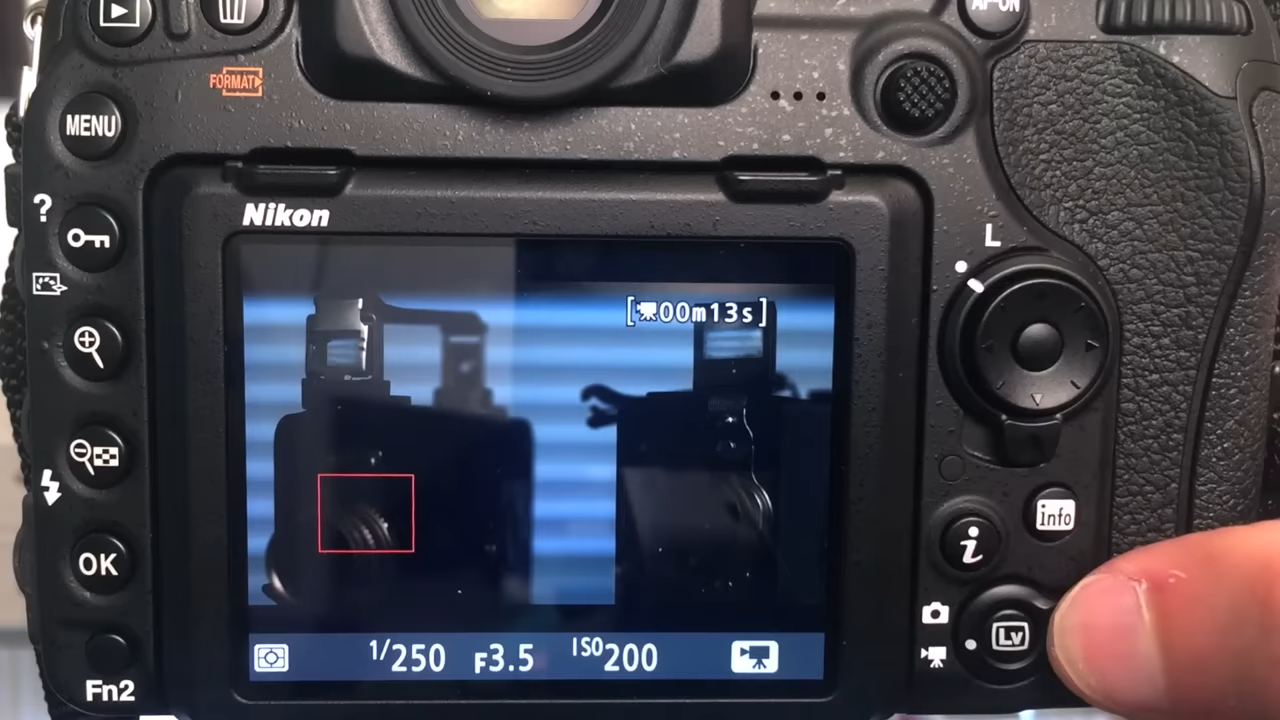 AF-ON
FORMAT
MENU
?
Nikon
L
[00m13s]
info
i
OK
Lv
1/250 F3.5 ISO200
Fn2